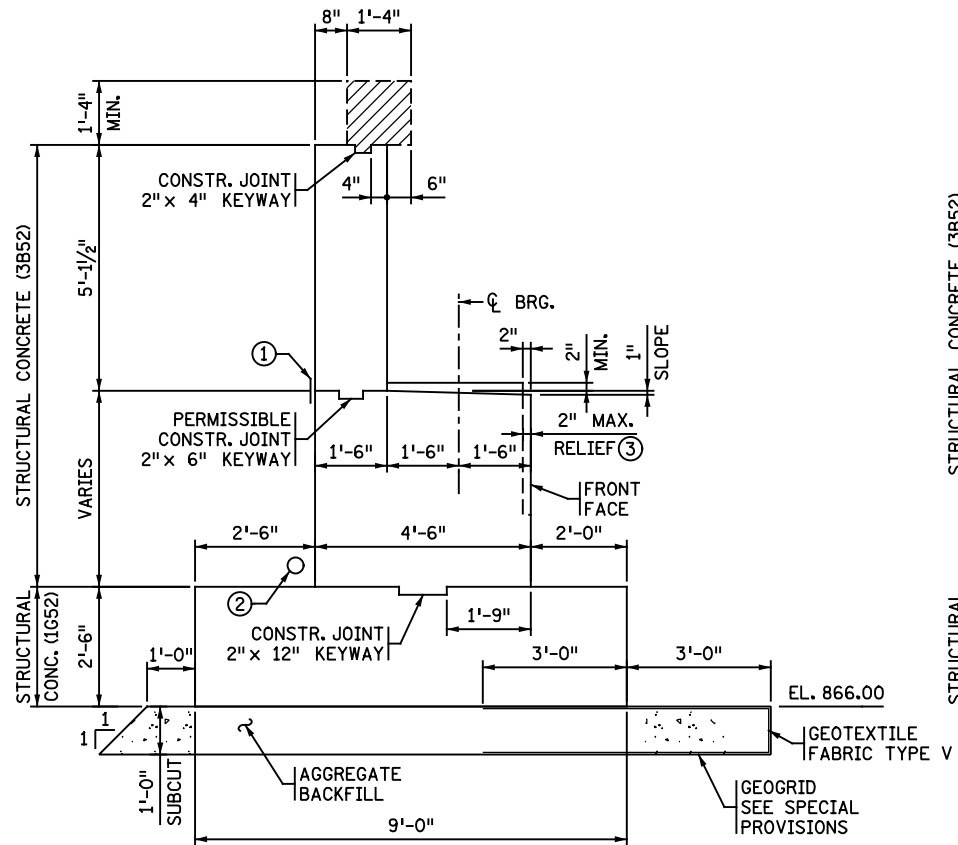 8"
1'-4"
1'-4"
MIN.
CONSTR. JOINT
2" x 4" KEYWAY
4"
6"
STRUCTURAL CONCRETE (3B52)
5'-1 1/2"
℄ BRG.
2"
2"
MIN.
1"
SLOPE
1
PERMISSIBLE
CONSTR. JOINT
2" x 6" KEYWAY
2" MAX.
RELIEF 3
1'-6"
1'-6"
1'-6"
VARIES
FRONT
FACE
2'-6"
4'-6"
2'-0"
2
STRUCTURAL
CONC. (1G52)
2'-6"
CONSTR. JOINT
2" x 12" KEYWAY
1'-9"
1'-0"
3'-0"
3'-0"
EL. 866.00
1
1
1'-0"
SUBCUT
AGGREGATE
BACKFILL
GEOTEXTILE
FABRIC TYPE V
GEOGRID
SEE SPECIAL
PROVISIONS
9'-0"
STRUCTURAL CONCRETE (3B52)
STRUCTURAL